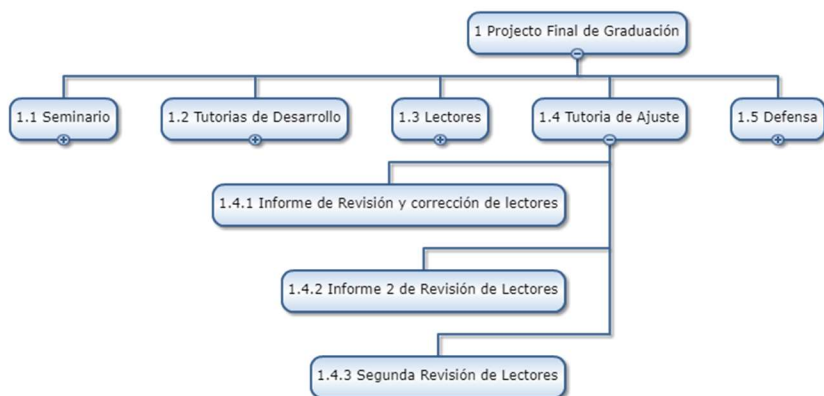 1 Projecto Final de Graduación
1.1 Seminario
1.2 Tutorias de Desarrollo
1.3 Lectores
1.4 Tutoria de Ajuste
1.5 Defensa
1.4.1 Informe de Revisión y corrección de lectores
1.4.2 Informe 2 de Revisión de Lectores
1.4.3 Segunda Revisión de Lectores